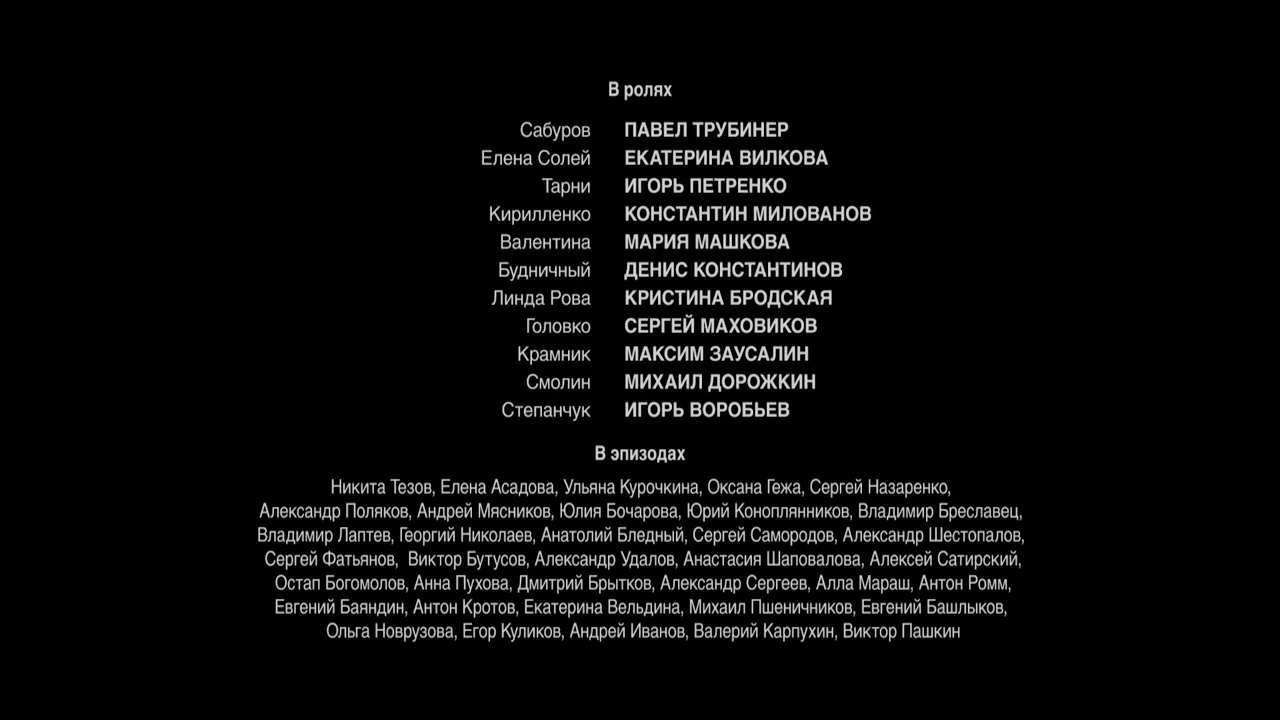 В ролях
Сабуров ПАВЕЛ ТРУБИНЕР
Елена Солей ЕКАТЕРИНА ВИЛКОВА
Тарни ИГОРЬ ПЕТРЕНКО
Кирилленко КОНСТАНТИН МИЛОВАНОВ
Валентина МАРИЯ МАШКОВА
Будничный ДЕНИС КОНСТАНТИНОВ
Линда Рова КРИСТИНА БРОДСКАЯ
Головко СЕРГЕЙ МАХОВИКОВ
Крамник МАКСИМ ЗАУСАЛИН
Смолин МИХАИЛ ДОРОЖКИН
Степанчук ИГОРЬ ВОРОБЬЕВ
В эпизодах
Никита Тезов, Елена Асадова, Ульяна Курочкина, Оксана Гежа, Сергей Назаренко,
Александр Поляков, Андрей Мясников, Юлия Бочарова, Юрий Коноплянников, Владимир Бреславец,
Владимир Лаптев, Георгий Николаев, Анатолий Бледный, Сергей Самородов, Александр Шестопалов,
Сергей Фатьянов, Виктор Бутусов, Александр Удалов, Анастасия Шаповалова, Алексей Сатирский,
Остап Богомолов, Анна Пухова, Дмитрий Брытков, Александр Сергеев, Алла Мараш, Антон Ромм,
Евгений Баяндин, Антон Кротов, Екатерина Вельдина, Михаил Пшеничников, Евгений Башлыков,
Ольга Новрузова, Егор Куликов, Андрей Иванов, Валерий Карпухин, Виктор Пашкин